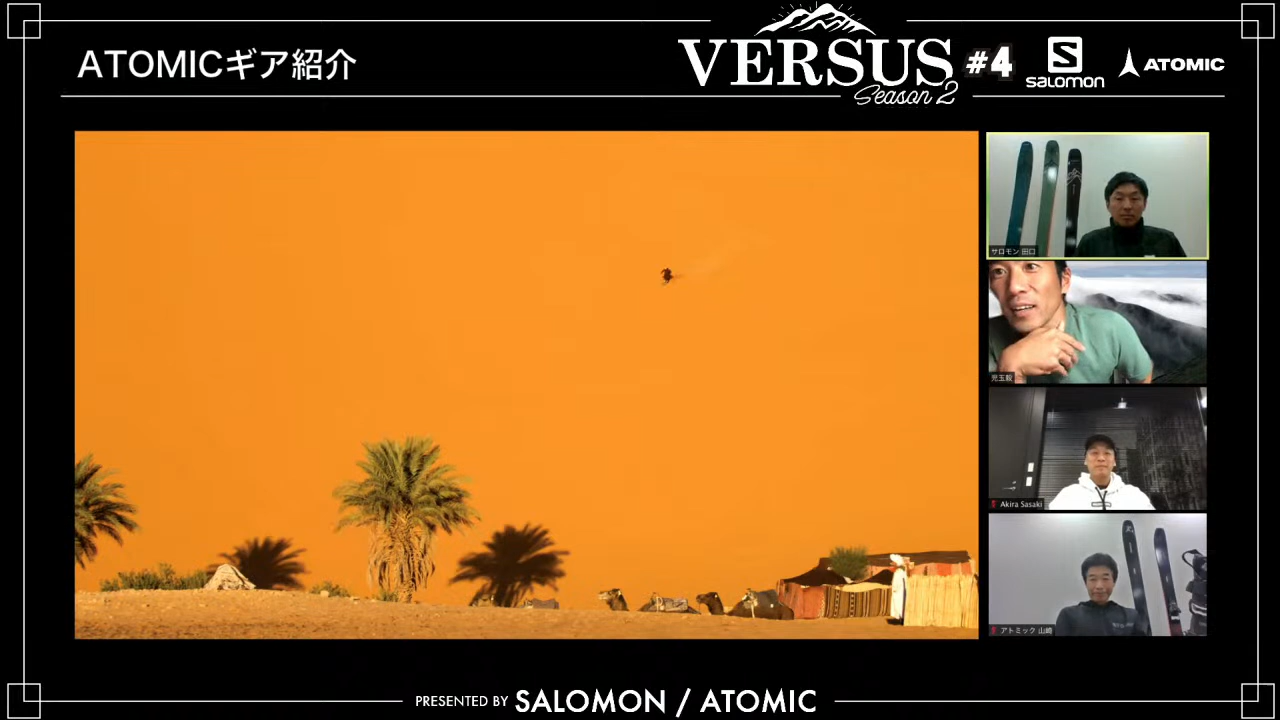 ATOMICギア紹介
VERSUS
Season 2
#4
S
salomon
ATOMIC
サロモン 田口
児玉毅
Akira Sasaki
アトミック 山崎
PRESENTED BY SALOMON / ATOMIC